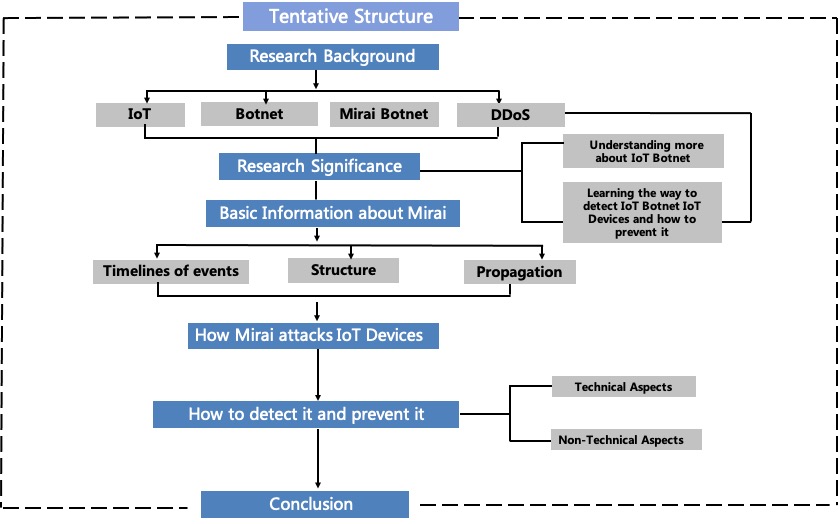 Tentative Structure
Research Background
IoT
Botnet
Mirai Botnet
DDoS
Understanding more
about IoT Botnet
Research Significance
Learning the way to
detect IoT Botnet IoT
Devices and how to
prevent it
Basic Information about Mirai
Timelines of events
Structure
Propagation
How Mirai attacks IoT Devices
Technical Aspects
How to detect it and prevent it
Non-Technical Aspects
Conclusion